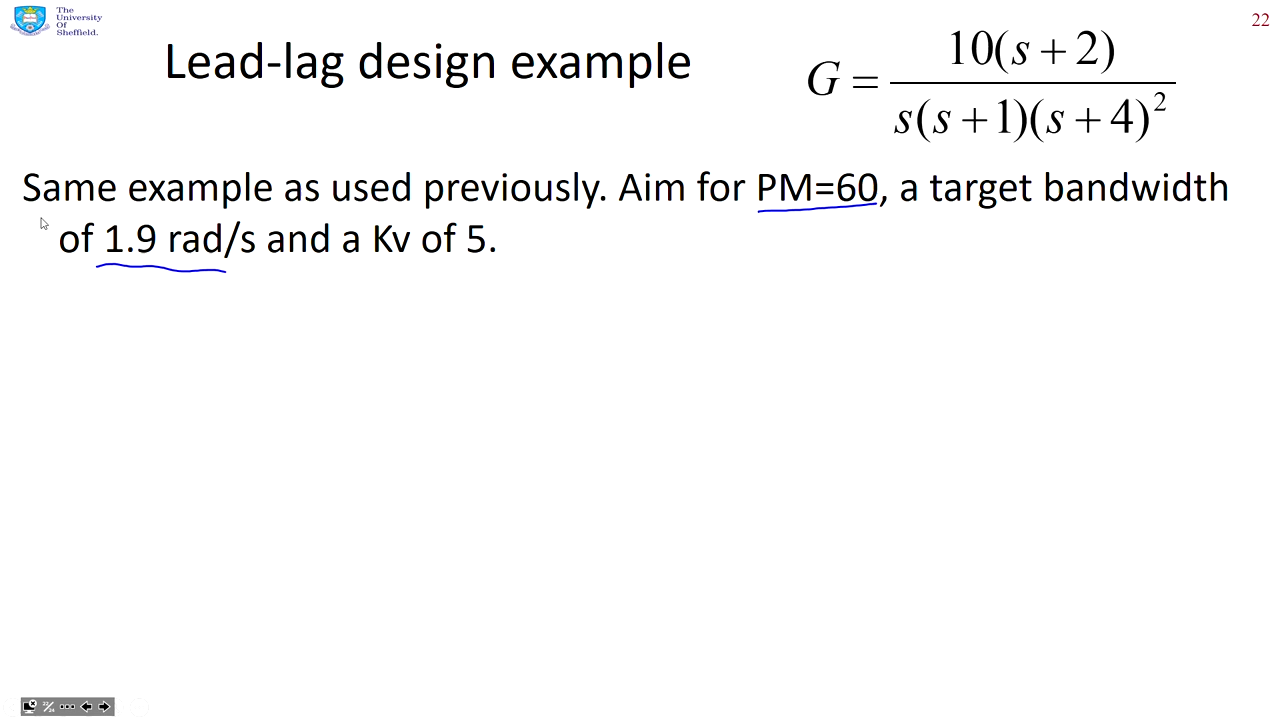 The
University
Of
Sheffield.
22
Lead-lag design example
G = 10(s + 2) / s(s + 1)(s + 4)²
Same example as used previously. Aim for PM=60, a target bandwidth
of 1.9 rad/s and a Kv of 5.